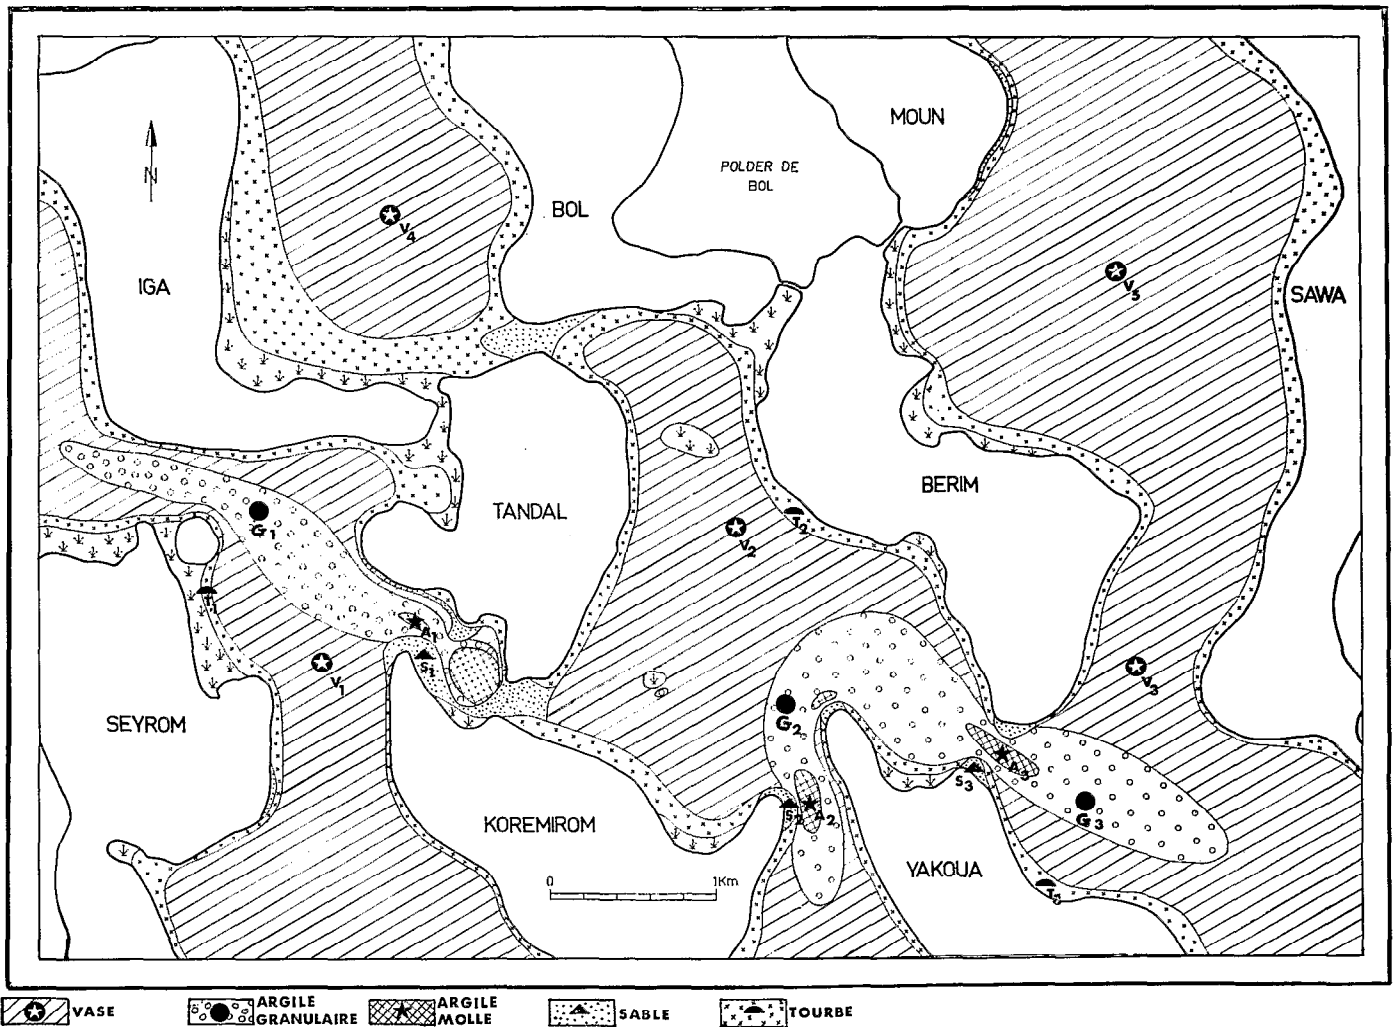 MOUN
POLDER DE
BOL
N
BOL
V4
IGA
V5
SAWA
BERIM
TANDAL
G1
T2
V2
A1
S1
V1
V3
SEYROM
G2
A3
S3
G3
S2
A2
KOREMIROM
0
1Km
YAKOUA
VASE
ARGILE
GRANULAIRE
ARGILE
MOLLE
SABLE
TOURBE